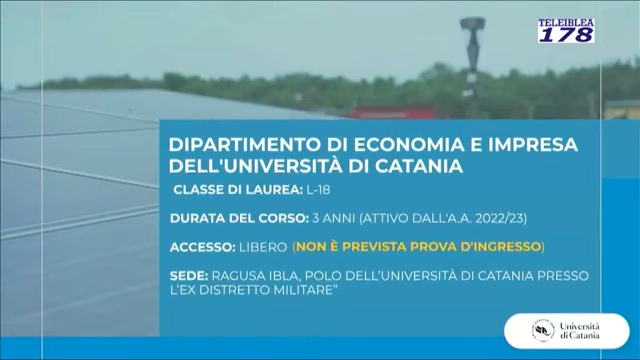 TELEIBLEA
178
DIPARTIMENTO DI ECONOMIA E IMPRESA
DELL'UNIVERSITÀ DI CATANIA
CLASSE DI LAUREA: L-18
DURATA DEL CORSO: 3 ANNI (ATTIVO DALL'A.A. 2022/23)
ACCESSO: LIBERO (NON È PREVISTA PROVA D'INGRESSO)
SEDE: RAGUSA IBLA, POLO DELL'UNIVERSITÀ DI CATANIA PRESSO
L'EX DISTRETTO MILITARE"
Università
di Catania